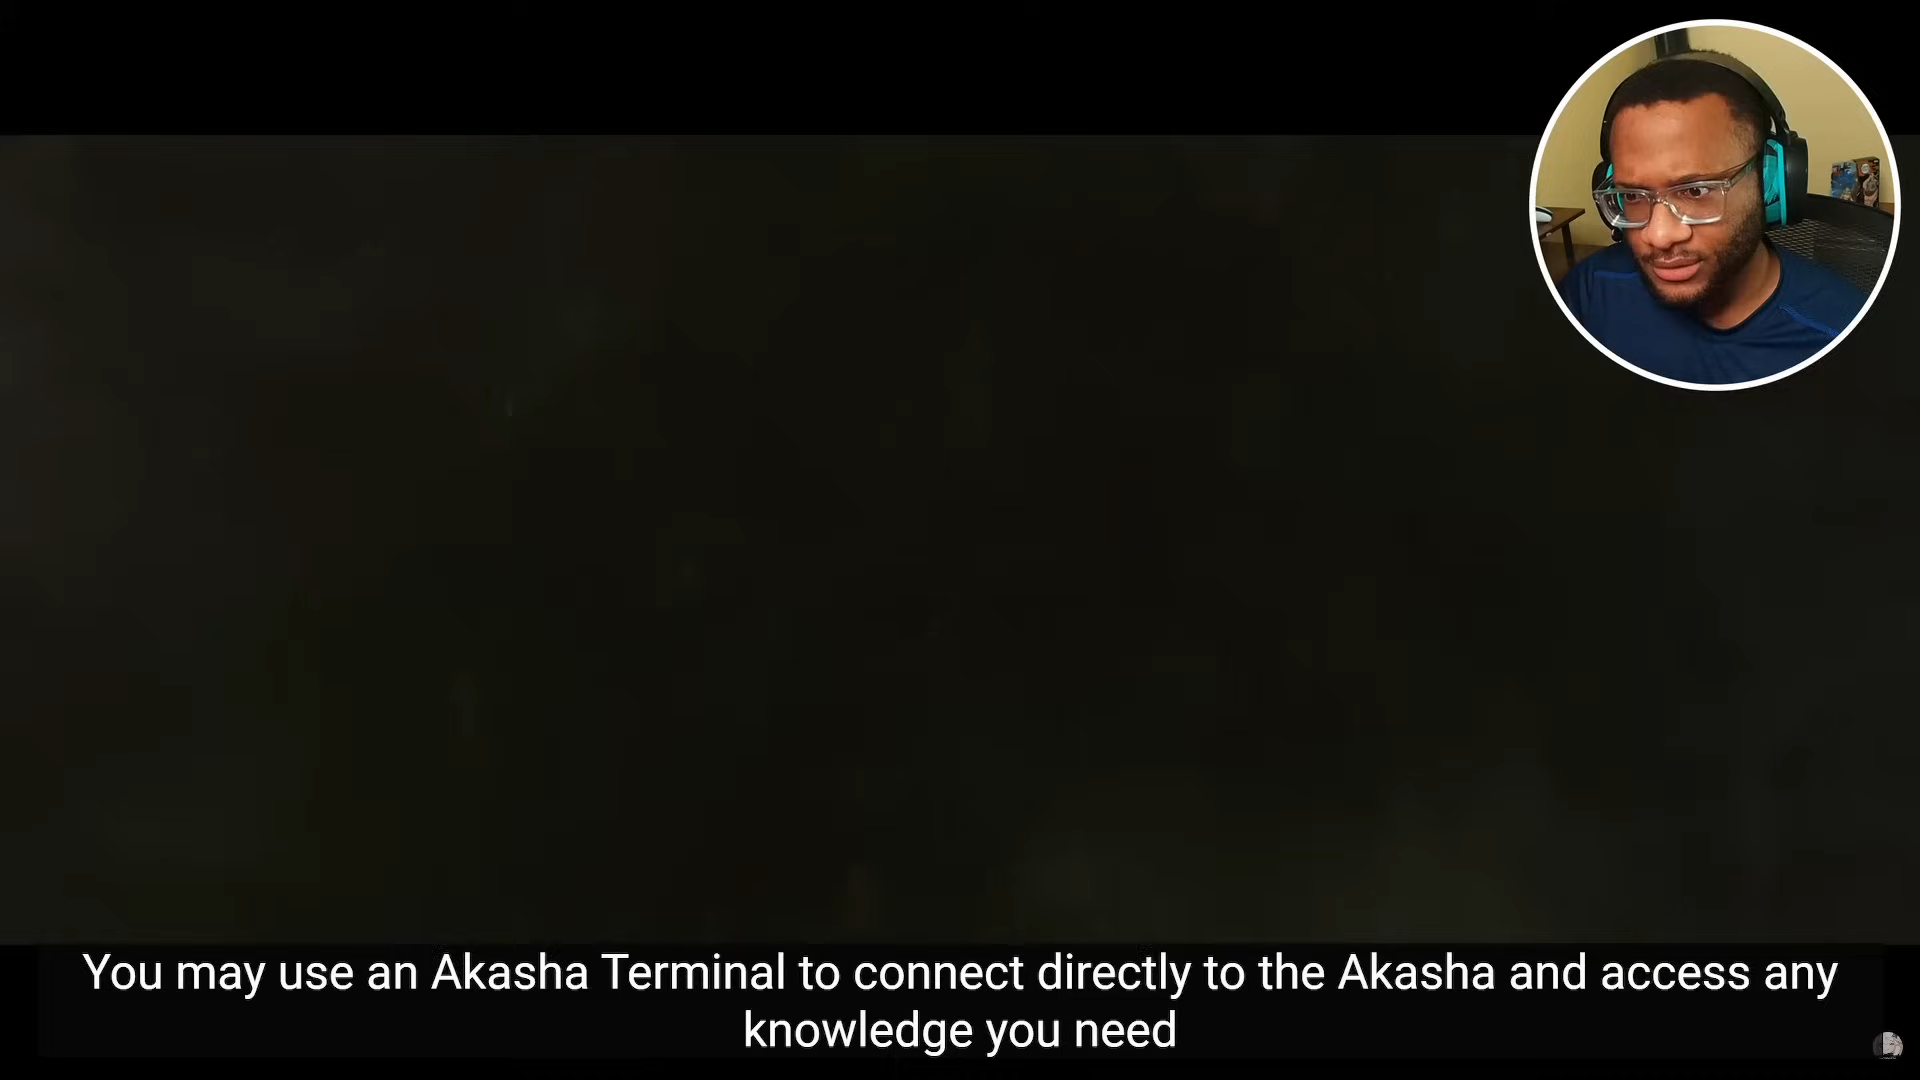 You may use an Akasha Terminal to connect directly to the Akasha and access any
knowledge you need